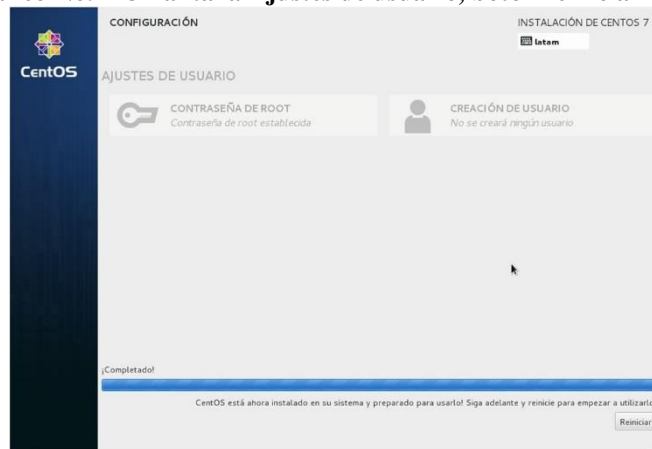 CONFIGURACIÓN
INSTALACIÓN DE CENTOS 7
latam
CentOS
AJUSTES DE USUARIO
CONTRASEÑA DE ROOT
Contraseña de root establecida
CREACIÓN DE USUARIO
No se creará ningún usuario
¡Completado!
CentOS está ahora instalado en su sistema y preparado para usarlo! Siga adelante y reinicie para empezar a utilizarlo
Reiniciar